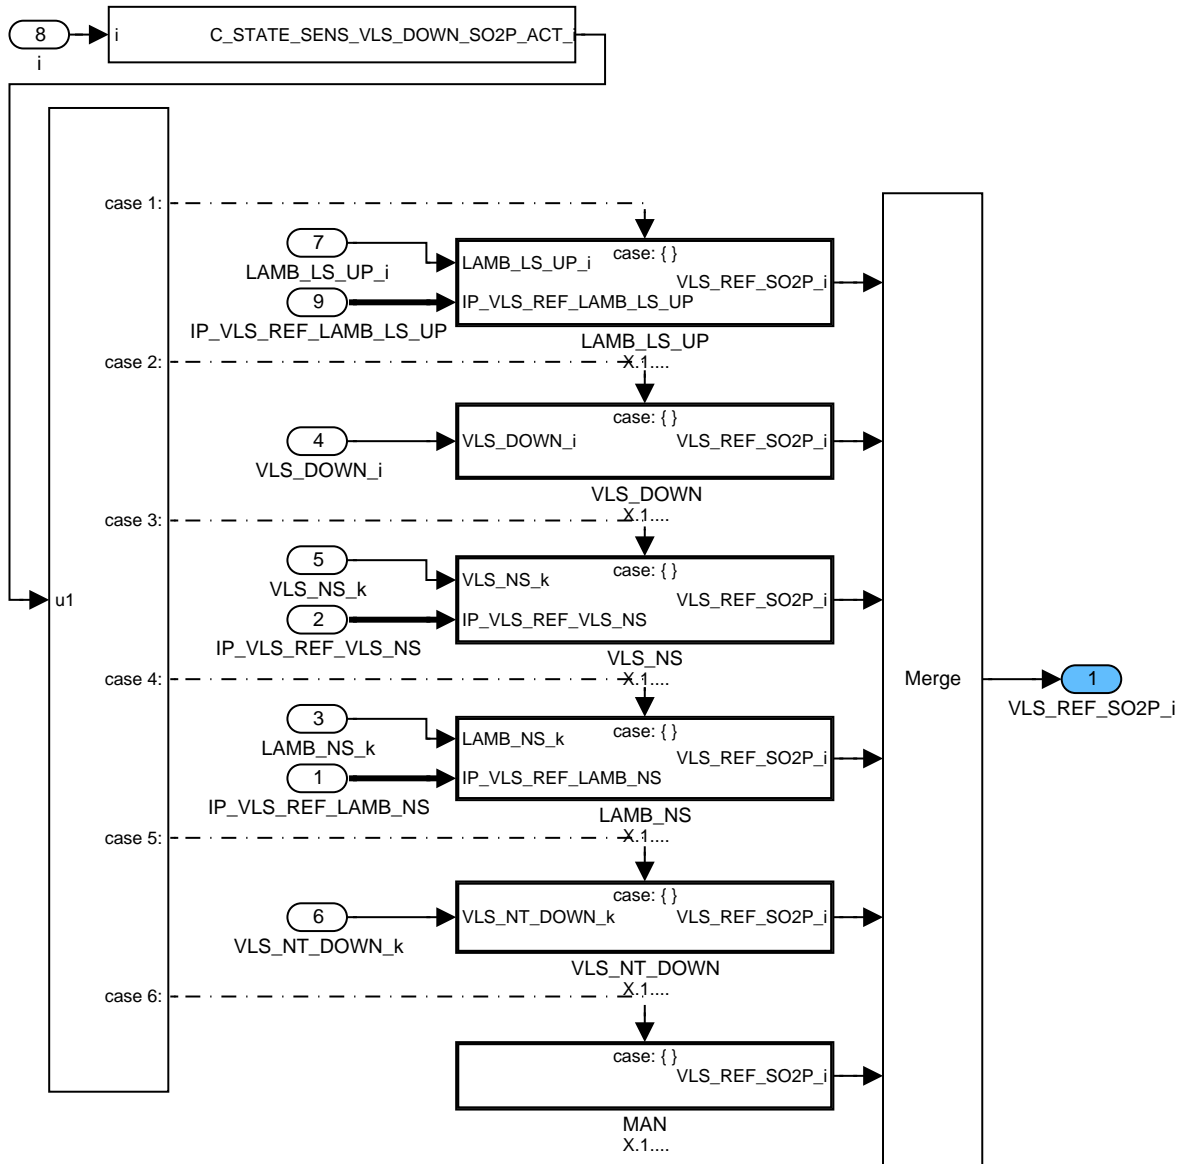 8
i
i
C_STATE_SENS_VLS_DOWN_SO2P_ACT_i
case 1:
7
LAMB_LS_UP_i
9
IP_VLS_REF_LAMB_LS_UP
case: { }
LAMB_LS_UP_i
VLS_REF_SO2P_i
IP_VLS_REF_LAMB_LS_UP
LAMB_LS_UP
X.1....
case 2:
4
VLS_DOWN_i
case: { }
VLS_DOWN_i
VLS_REF_SO2P_i
VLS_DOWN
X.1....
case 3:
5
VLS_NS_k
2
IP_VLS_REF_VLS_NS
case: { }
VLS_NS_k
VLS_REF_SO2P_i
IP_VLS_REF_VLS_NS
VLS_NS
X.1....
u1
case 4:
3
LAMB_NS_k
1
IP_VLS_REF_LAMB_NS
case: { }
LAMB_NS_k
VLS_REF_SO2P_i
IP_VLS_REF_LAMB_NS
LAMB_NS
X.1....
case 5:
6
VLS_NT_DOWN_k
case: { }
VLS_NT_DOWN_k
VLS_REF_SO2P_i
VLS_NT_DOWN
X.1....
case 6:
case: { }
VLS_REF_SO2P_i
MAN
X.1....
Merge
1
VLS_REF_SO2P_i